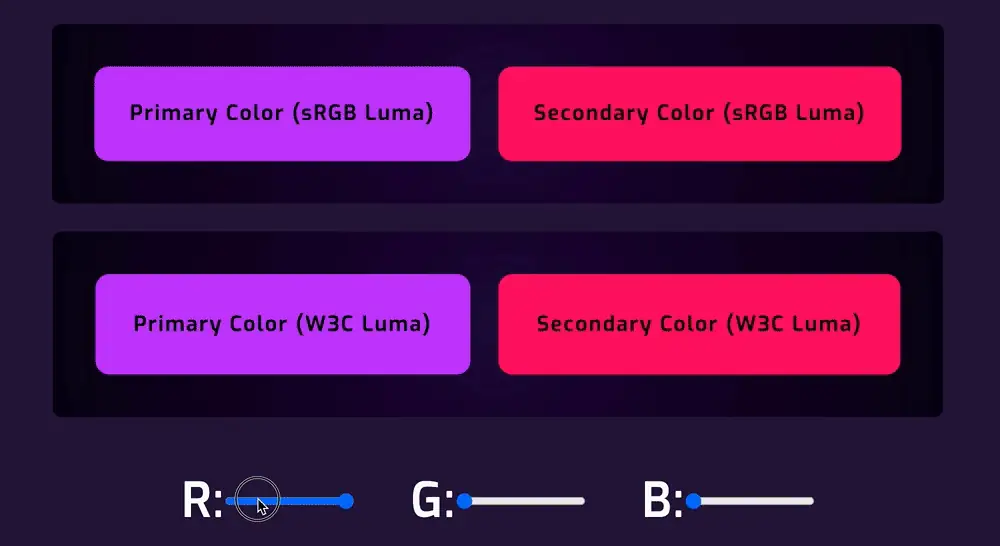 Primary Color (sRGB Luma)
Secondary Color (sRGB Luma)
Primary Color (W3C Luma)
Secondary Color (W3C Luma)
R:
G:
B: